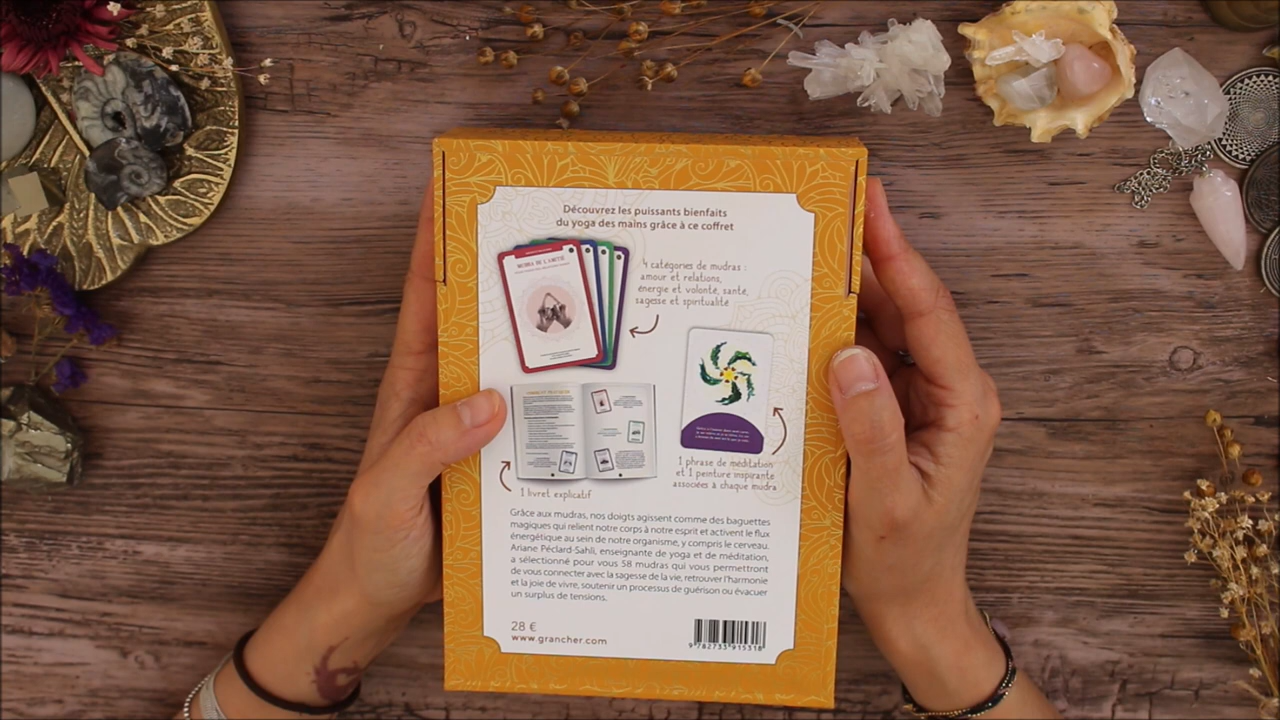 Découvrez les puissants bienfaits
du yoga des mains grâce à ce coffret
MUDRA DE L'AMITIÉ
4 catégories de mudras :
amour et relations,
énergie et volonté, santé,
sagesse et spiritualité
1 phrase de méditation
et 1 peinture inspirante
associées à chaque mudra
1 livret explicatif
Grâce aux mudras, nos doigts agissent comme des baguettes
magiques qui relient notre corps à notre esprit et activent le flux
énergétique au sein de notre organisme, y compris le cerveau.
Ariane Péclard-Sahli, enseignante de yoga et de méditation,
a sélectionné pour vous 58 mudras qui vous permettront
de vous connecter avec la sagesse de la vie, retrouver l'harmonie
et la joie de vivre, soutenir un processus de guérison ou évacuer
un surplus de tensions.
28 €
www.grancher.com
9 782733 915318